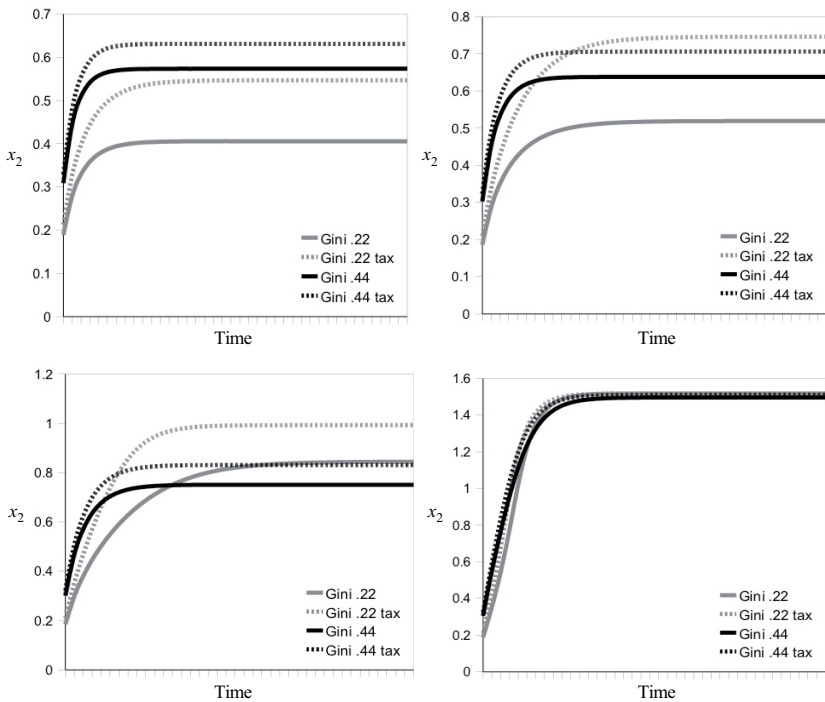 0.7
0.6
0.5
0.4
0.3
0.2
0.1
0
x2
Gini .22
Gini .22 tax
Gini .44
Gini .44 tax
Time
0.8
0.7
0.6
0.5
0.4
0.3
0.2
0.1
0
x2
Gini .22
Gini .22 tax
Gini .44
Gini .44 tax
Time
1.2
1
0.8
0.6
0.4
0.2
0
x2
Gini .22
Gini .22 tax
Gini .44
Gini .44 tax
Time
1.6
1.4
1.2
1
0.8
0.6
0.4
0.2
0
x2
Gini .22
Gini .22 tax
Gini .44
Gini .44 tax
Time